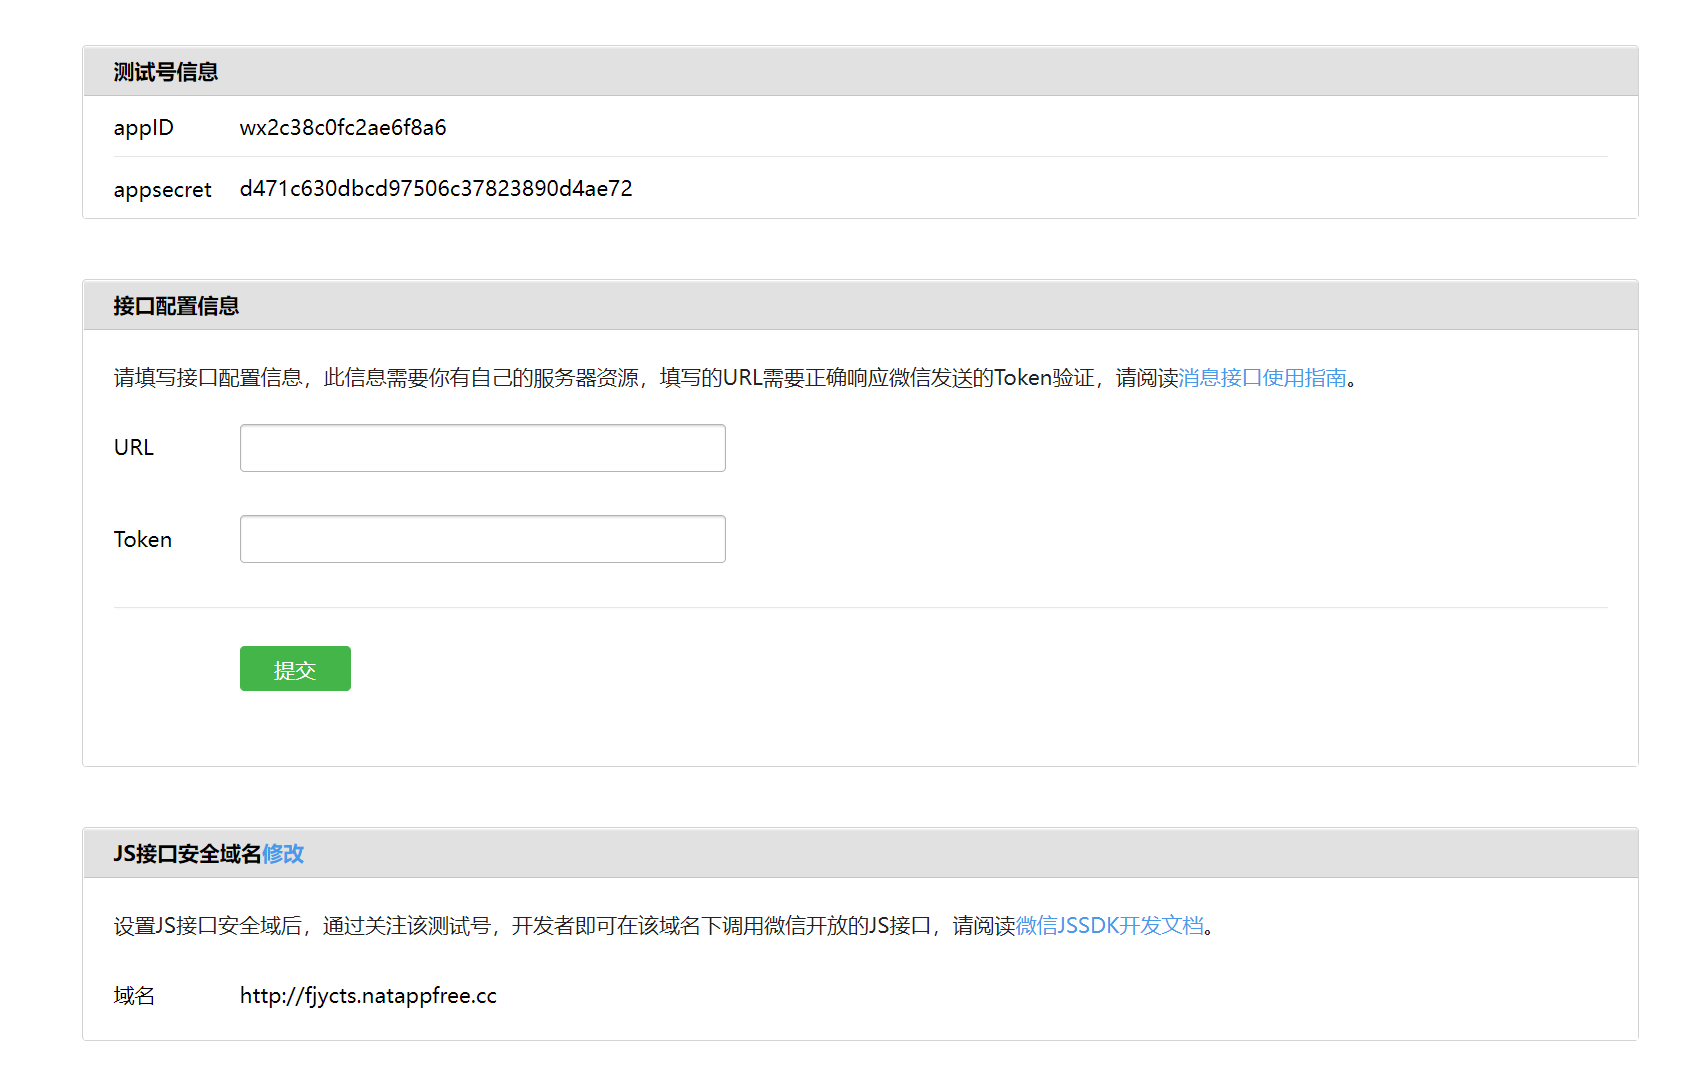 测试号信息
appID wx2c38c0fc2ae6f8a6
appsecret d471c630dbcd97506c37823890d4ae72
接口配置信息
请填写接口配置信息，此信息需要你有自己的服务器资源，填写的URL需要正确响应微信发送的Token验证，请阅读消息接口使用指南。
URL
Token
提交
JS接口安全域名修改
设置JS接口安全域后，通过关注该测试号，开发者即可在该域名下调用微信开放的JS接口，请阅读微信JSSDK开发文档。
域名 http://fjycts.natappfree.cc